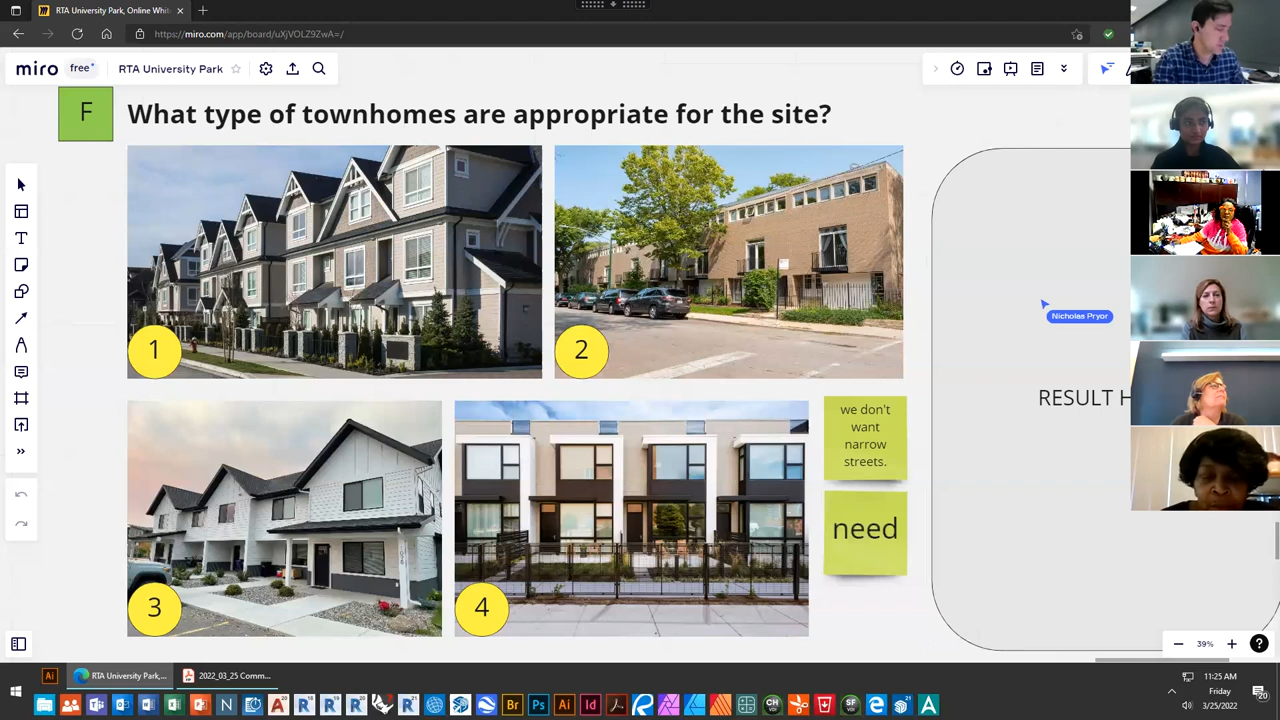 RTA University Park, Online Whit
https://miro.com/app/board/uXjVOLZ9ZwA=/
miro
free
RTA University Park
F
What type of townhomes are appropriate for the site?
1
2
Nicholas Pryor
we don't
want
narrow
streets.
RESULT H
need
3
4
39%
RTA University Park,...
2022_03_25 Comm...
11:25 AM
Friday
3/25/2022
20